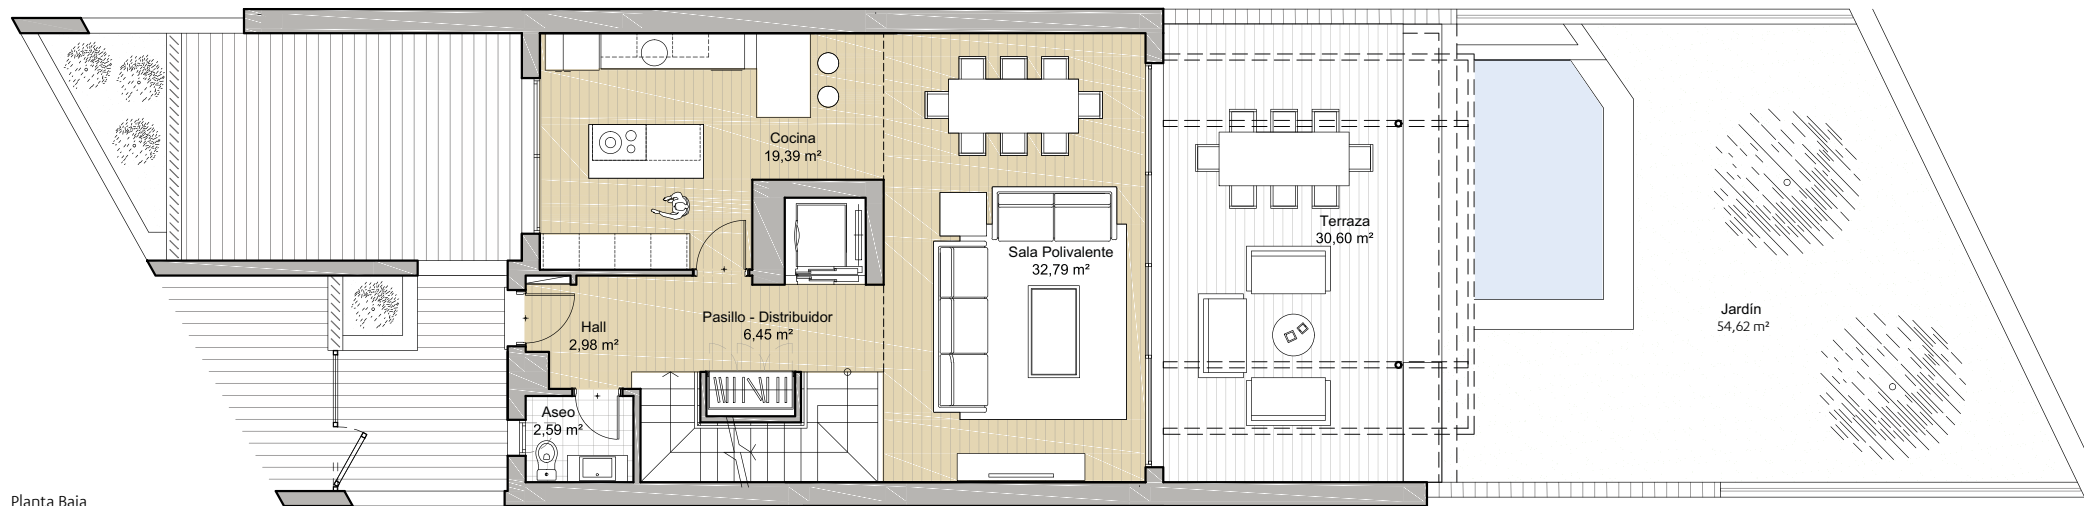 Cocina
19,39 m²
Terraza
30,60 m²
Sala Polivalente
32,79 m²
Jardín
54,62 m²
Pasillo - Distribuidor
6,45 m²
Hall
2,98 m²
Aseo
2,59 m²
Planta Baja